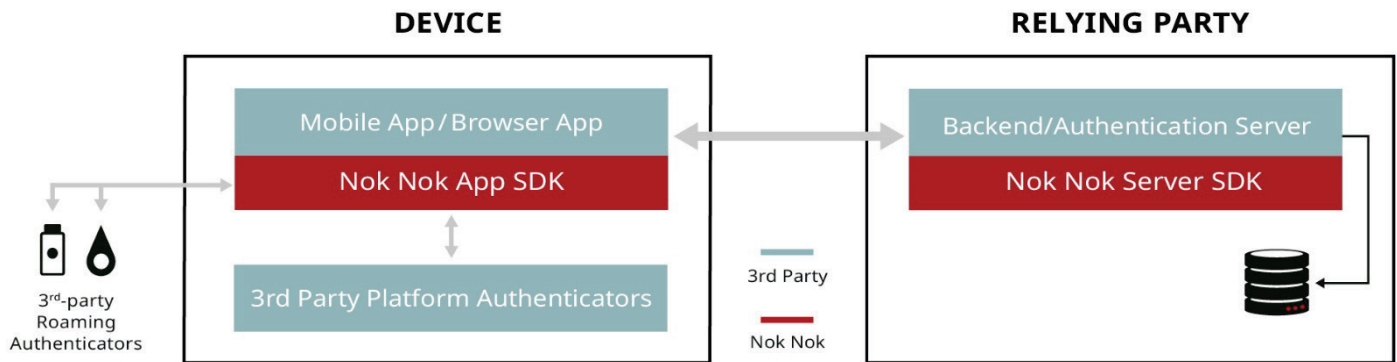 DEVICE
RELYING PARTY
Mobile App/Browser App
Nok Nok App SDK
3rd Party Platform Authenticators
3rd-party
Roaming
Authenticators
3rd Party
Nok Nok
Backend/Authentication Server
Nok Nok Server SDK